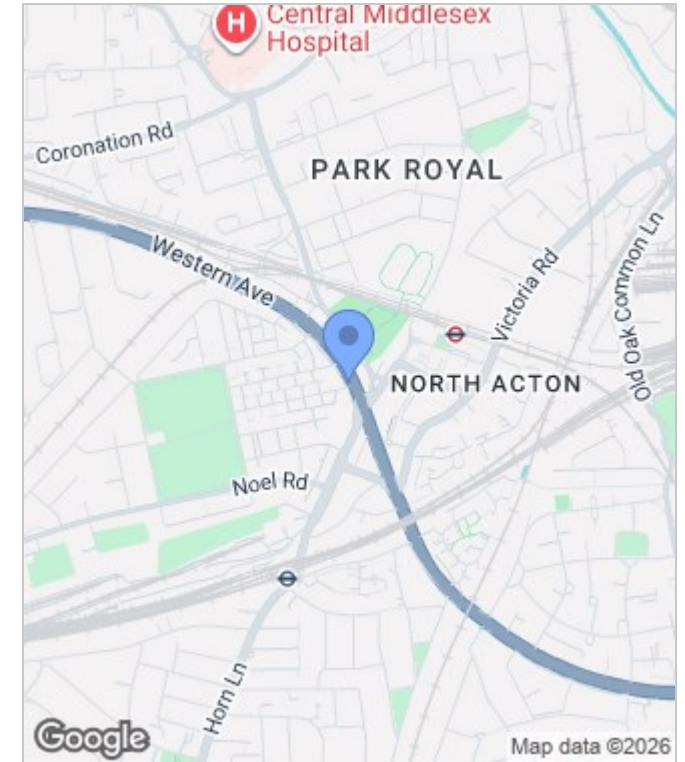 H
Central Middlesex
Hospital
Coronation Rd
PARK ROYAL
Western Ave
Victoria Rd
Old Oak Common Ln
NORTH ACTON
Noel Rd
Horn Ln
Google
Map data ©2026